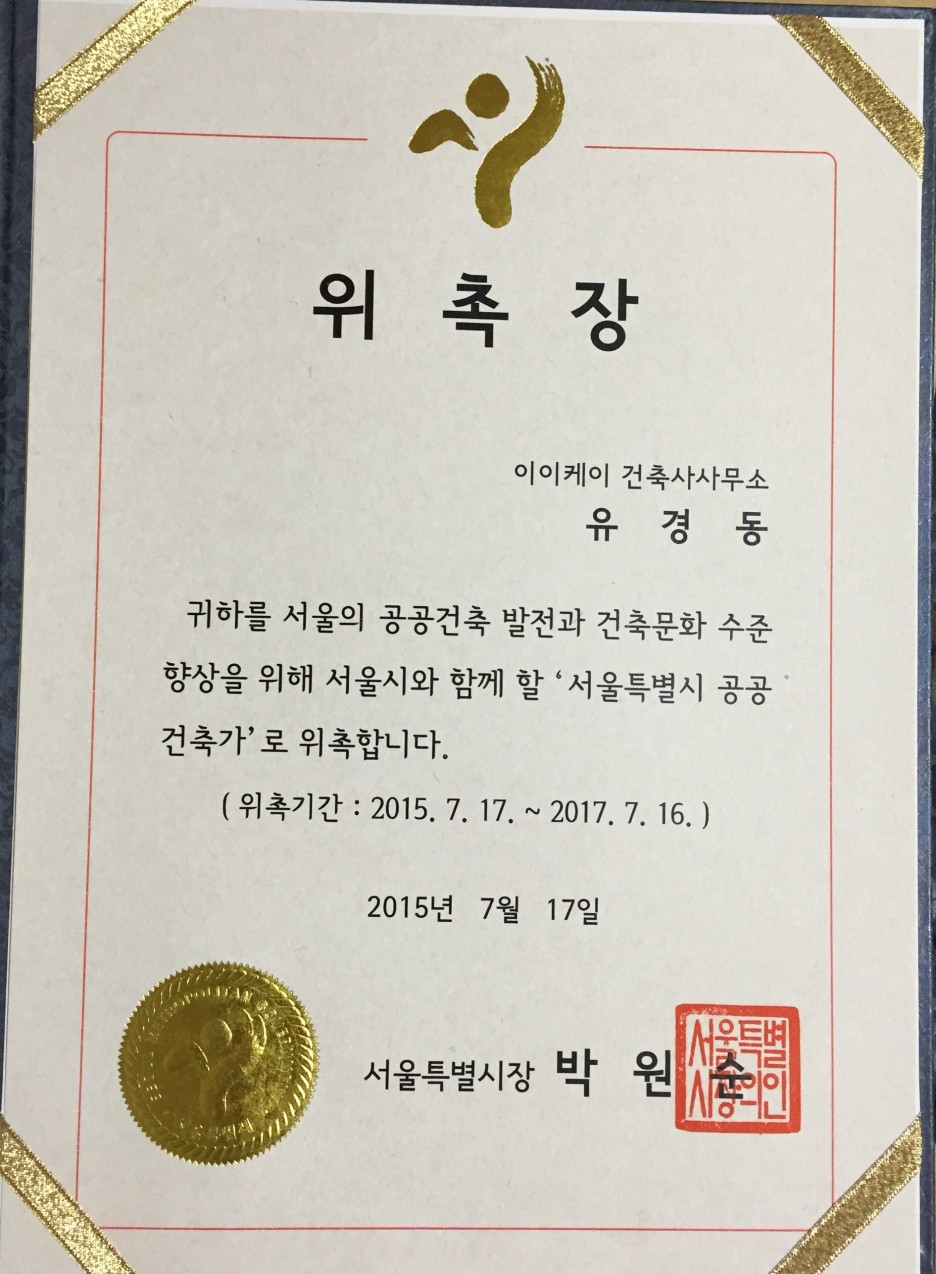 위 촉 장
이이케이 건축사사무소
유 경 동
귀하를 서울의 공공건축 발전과 건축문화 수준
향상을 위해 서울시와 함께 할 ‘서울특별시 공공
건축가’로 위촉합니다.
( 위촉기간 : 2015. 7. 17. ~ 2017. 7. 16. )
2015년 7월 17일
서울특별시장 박 원 순
서울특별
시장의인